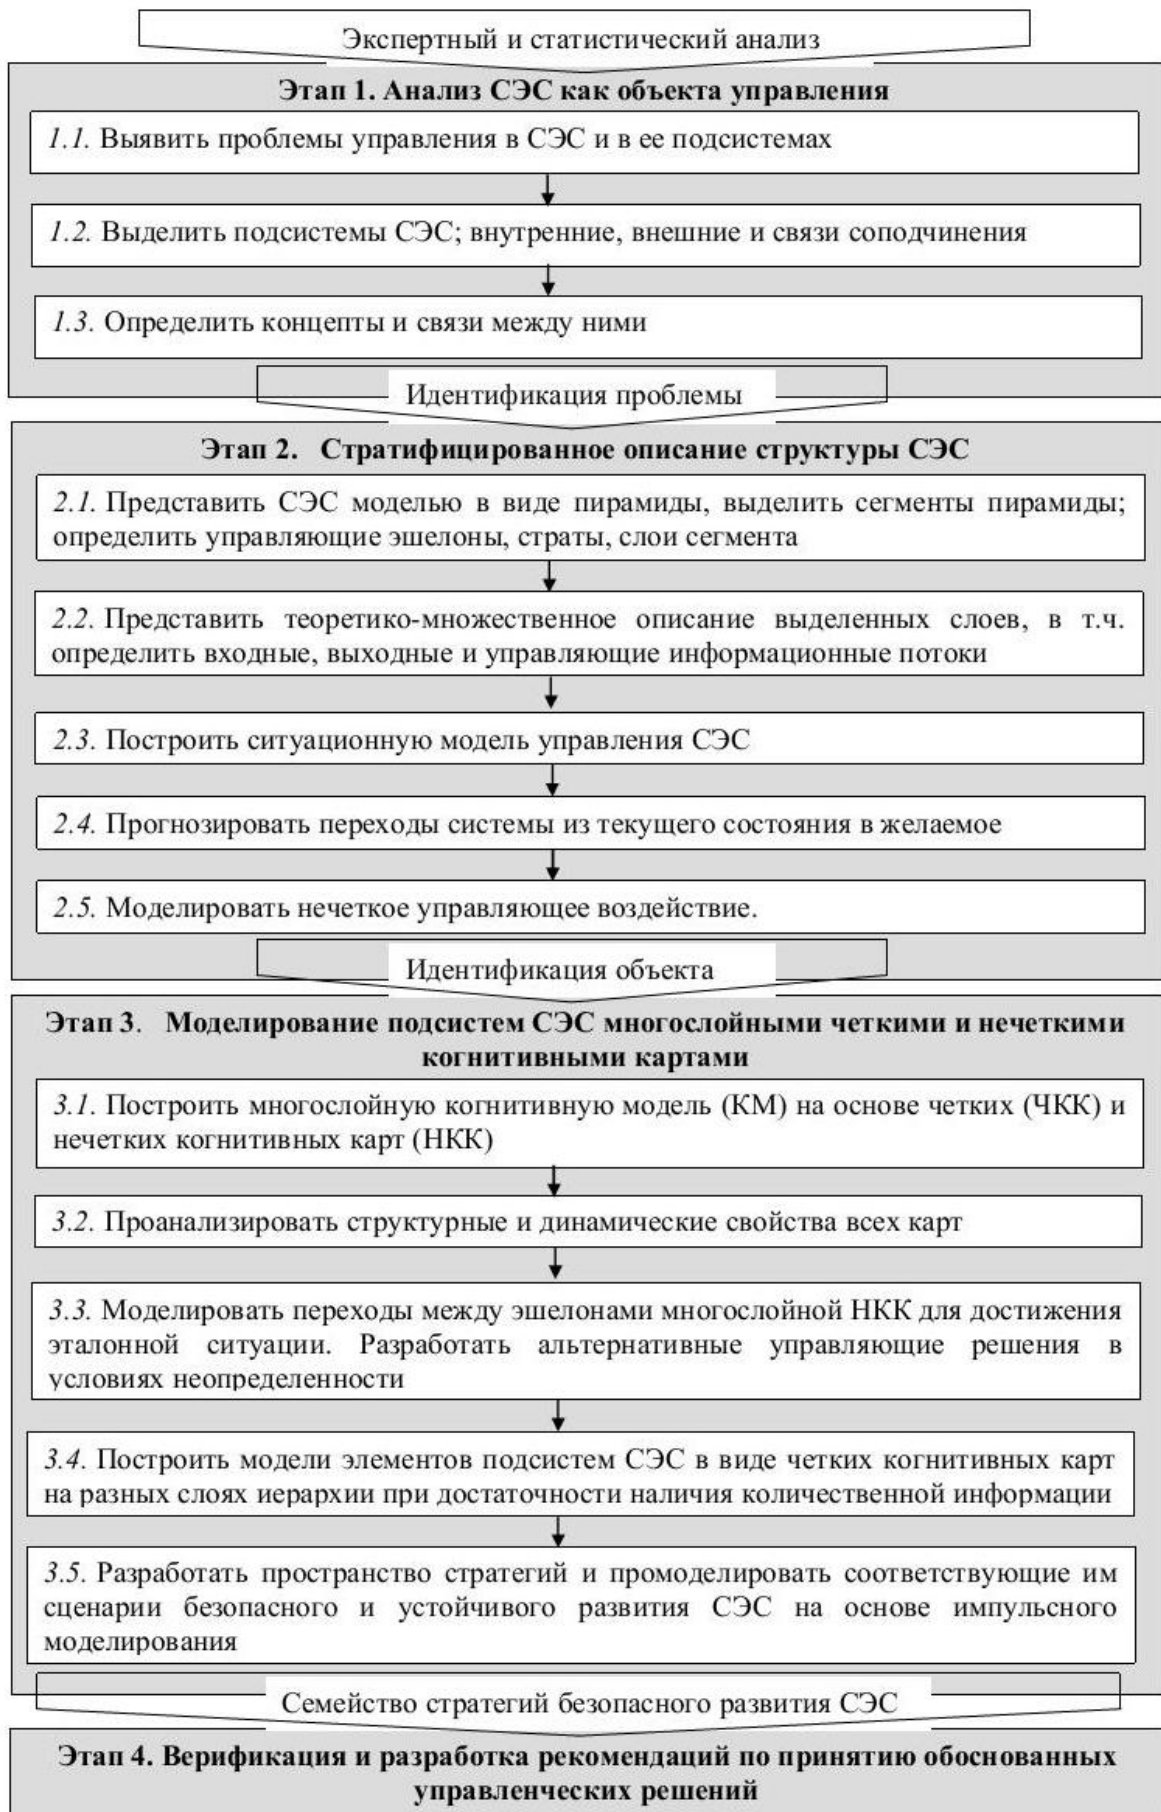 Экспертный и статистический анализ
Этап 1. Анализ СЭС как объекта управления
1.1. Выявить проблемы управления в СЭС и в ее подсистемах
1.2. Выделить подсистемы СЭС; внутренние, внешние и связи соподчинения
1.3. Определить концепты и связи между ними
Идентификация проблемы
Этап 2. Стратифицированное описание структуры СЭС
2.1. Представить СЭС моделью в виде пирамиды, выделить сегменты пирамиды;
определить управляющие эшелоны, страты, слои сегмента
2.2. Представить теоретико-множественное описание выделенных слоев, в т.ч.
определить входные, выходные и управляющие информационные потоки
2.3. Построить ситуационную модель управления СЭС
2.4. Прогнозировать переходы системы из текущего состояния в желаемое
2.5. Моделировать нечеткое управляющее воздействие.
Идентификация объекта
Этап 3. Моделирование подсистем СЭС многослойными четкими и нечеткими
когнитивными картами
3.1. Построить многослойную когнитивную модель (КМ) на основе четких (ЧКК) и
нечетких когнитивных карт (НКК)
3.2. Проанализировать структурные и динамические свойства всех карт
3.3. Моделировать переходы между эшелонами многослойной НКК для достижения
эталонной ситуации. Разработать альтернативные управляющие решения в
условиях неопределенности
3.4. Построить модели элементов подсистем СЭС в виде четких когнитивных карт
на разных слоях иерархии при достаточности наличия количественной информации
3.5. Разработать пространство стратегий и промоделировать соответствующие им
сценарии безопасного и устойчивого развития СЭС на основе импульсного
моделирования
Семейство стратегий безопасного развития СЭС
Этап 4. Верификация и разработка рекомендаций по принятию обоснованных
управленческих решений